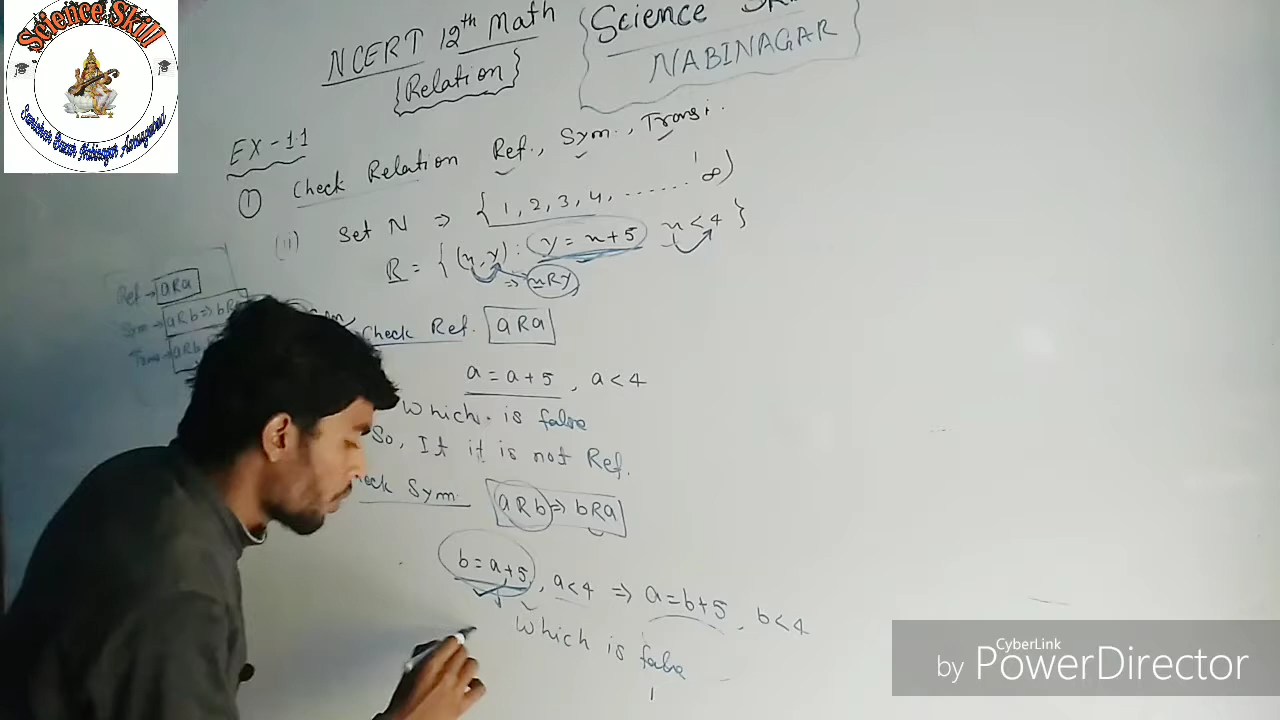 Science Skill
NCERT 12th Math
{Relation}
Science
NABINAGAR
EX-1.1
① Check Relation Ref., Sym., Transi.
(ii) Set N ⇒ {1, 2, 3, 4, ...... ∞)
R = {(x, y) : y = x + 5 x < 4}
⇒ xRy
Ref → aRa
Sym → aRb ⇒ bRa
Trans → aRb
Check Ref. aRa
a = a + 5, a < 4
Which is false
So, It it is not Ref.
eck Sym. aRb ⇒ bRa
b = a + 5, a < 4 ⇒ a = b + 5, b < 4
Which is false
CyberLink
by PowerDirector